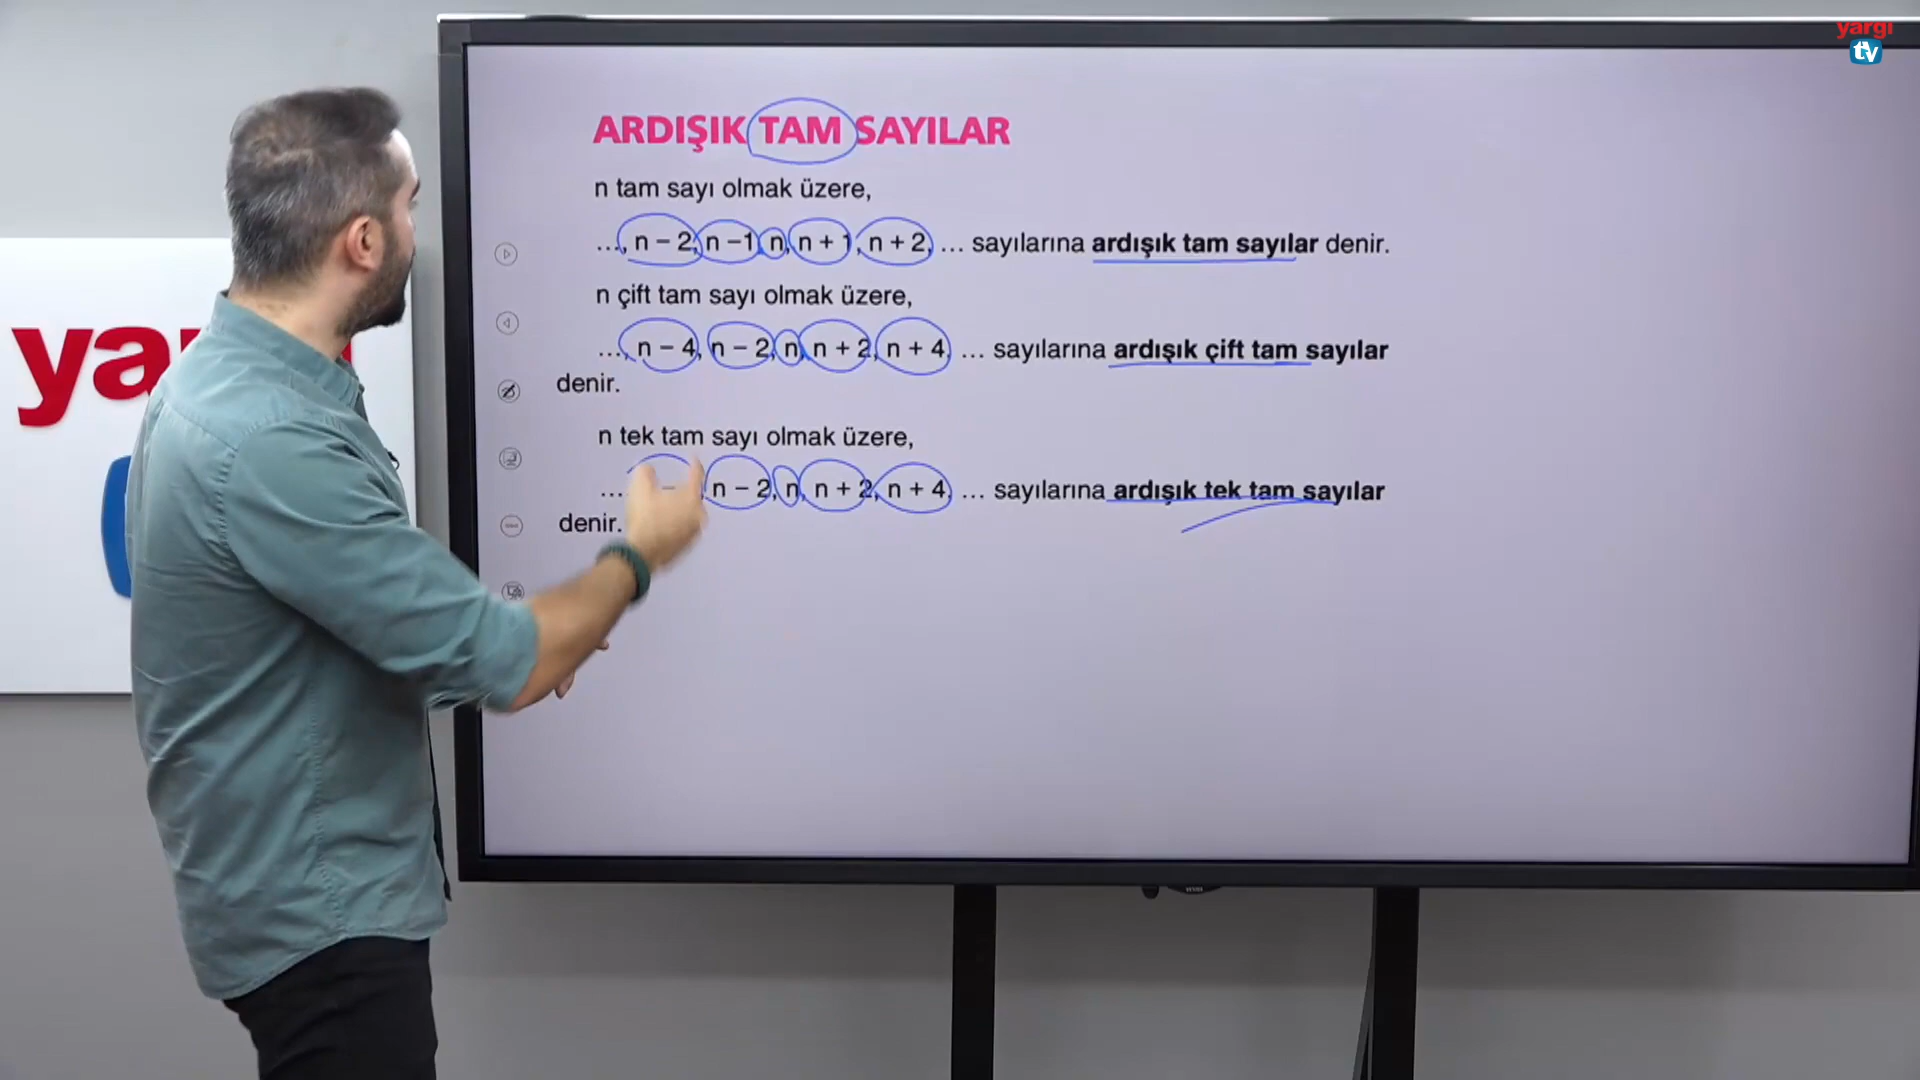 yargı
tv
ARDIŞIK TAM SAYILAR
n tam sayı olmak üzere,
..., n – 2, n –1, n, n + 1, n + 2, ... sayılarına ardışık tam sayılar denir.
n çift tam sayı olmak üzere,
..., n – 4, n – 2, n, n + 2, n + 4, ... sayılarına ardışık çift tam sayılar
denir.
n tek tam sayı olmak üzere,
... – , n – 2, n, n + 2, n + 4, ... sayılarına ardışık tek tam sayılar
denir.
ya